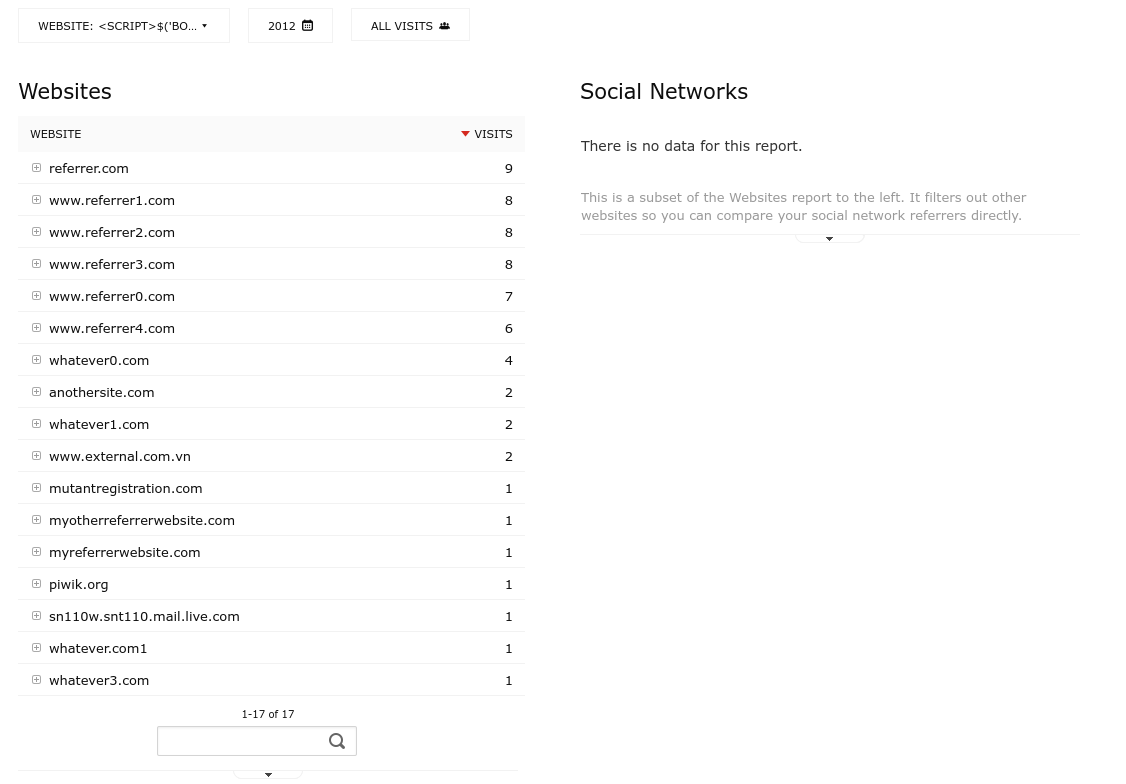 WEBSITE: <SCRIPT>$('BO...
2012
ALL VISITS
Websites
WEBSITE VISITS
referrer.com 9
www.referrer1.com 8
www.referrer2.com 8
www.referrer3.com 8
www.referrer0.com 7
www.referrer4.com 6
whatever0.com 4
anothersite.com 2
whatever1.com 2
www.external.com.vn 2
mutantregistration.com 1
myotherreferrerwebsite.com 1
myreferrerwebsite.com 1
piwik.org 1
sn110w.snt110.mail.live.com 1
whatever.com1 1
whatever3.com 1
1-17 of 17
Social Networks
There is no data for this report.
This is a subset of the Websites report to the left. It filters out other
websites so you can compare your social network referrers directly.